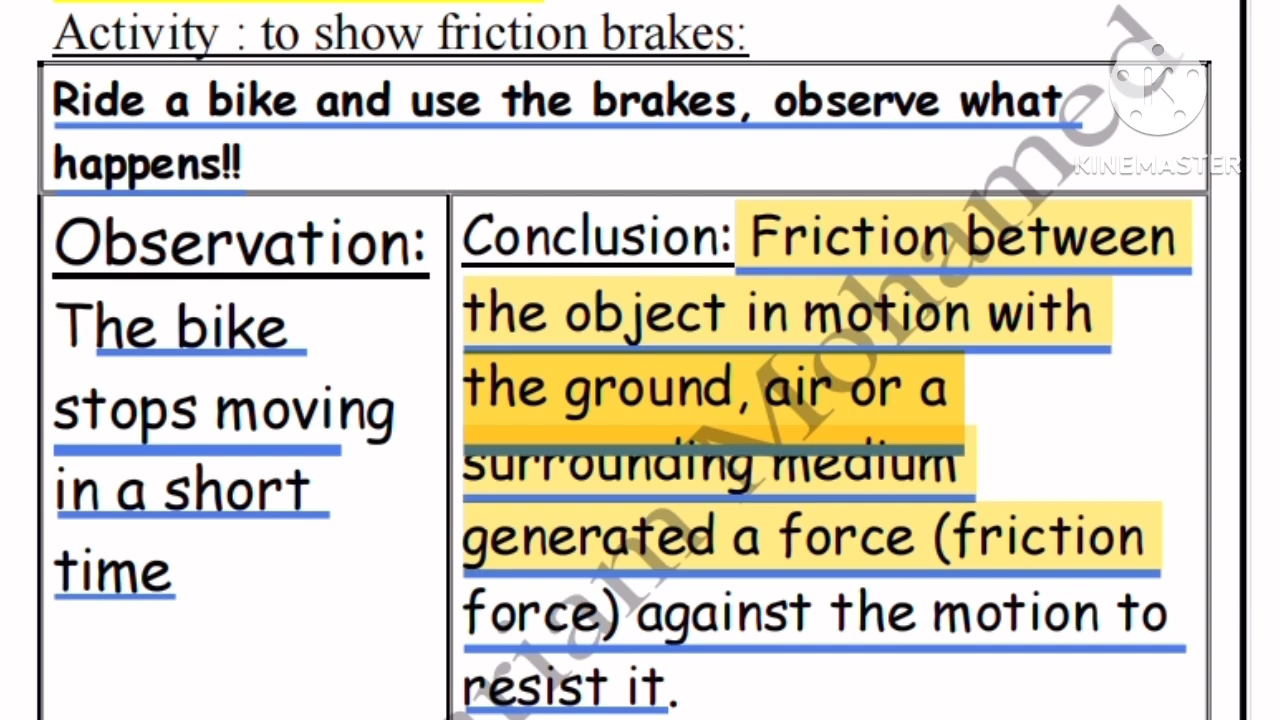 Activity : to show friction brakes:
Ride a bike and use the brakes, observe what
happens!!
Observation:
The bike
stops moving
in a short
time
Conclusion: Friction between
the object in motion with
the ground, air or a
surrounding medium
generated a force (friction
force) against the motion to
resist it.
KINEMASTER
riam Mohamed